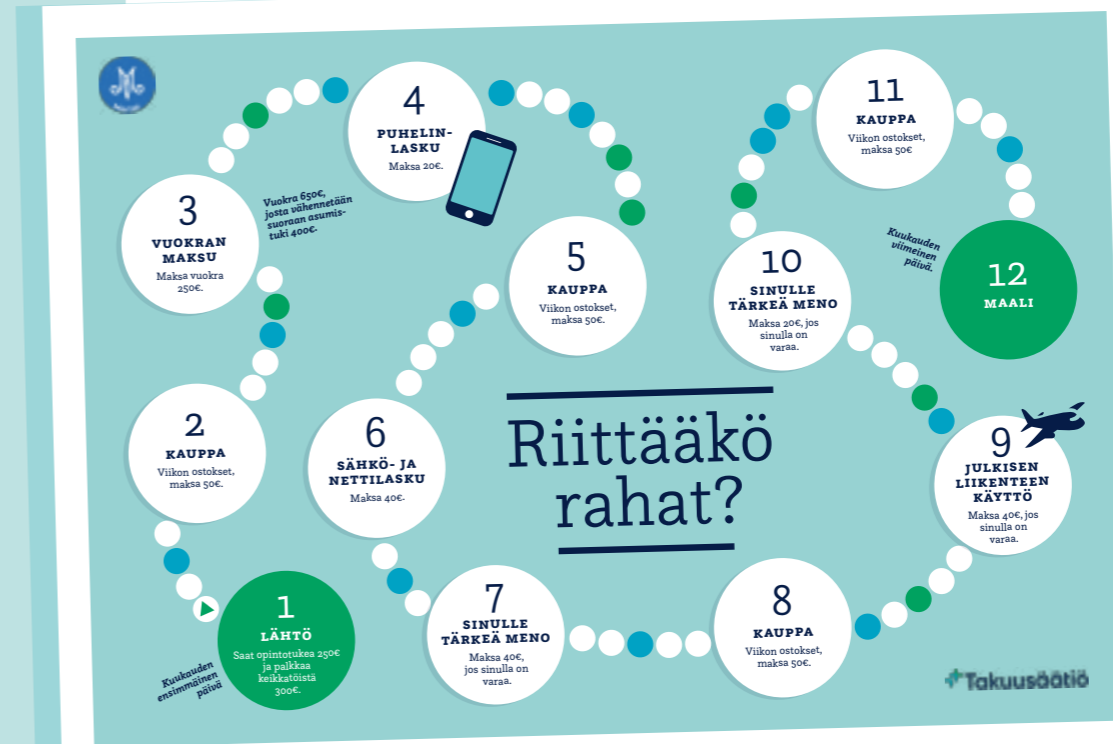 1
LÄHTÖ
Saat opintotukea 250€
ja palkkaa
keikkatöistä
300€.
Kuukauden
ensimmäinen
päivä
2
KAUPPA
Viikon ostokset,
maksa 50€.
3
VUOKRAN
MAKSU
Maksa vuokra
250€.
Vuokra 650€,
josta vähennetään
suoraan asumis-
tuki 400€.
4
PUHELIN-
LASKU
Maksa 20€.
5
KAUPPA
Viikon ostokset,
maksa 50€.
6
SÄHKÖ- JA
NETTILASKU
Maksa 40€.
7
SINULLE
TÄRKEÄ MENO
Maksa 40€,
jos sinulla on
varaa.
8
KAUPPA
Viikon ostokset,
maksa 50€.
9
JULKISEN
LIIKENTEEN
KÄYTTÖ
Maksa 40€, jos
sinulla on
varaa.
10
SINULLE
TÄRKEÄ MENO
Maksa 20€, jos
sinulla on
varaa.
11
KAUPPA
Viikon ostokset,
maksa 50€
Kuukauden
viimeinen
päivä.
12
MAALI
Riittääkö
rahat?
Takuusäätiö